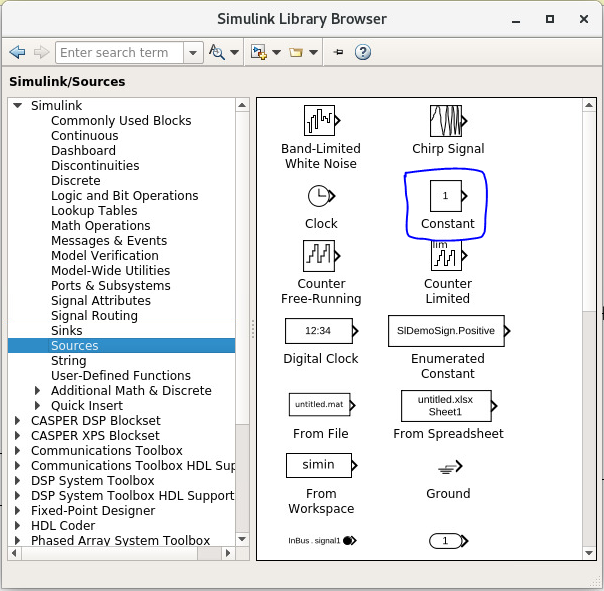 Simulink Library Browser
Enter search term
Simulink/Sources
Simulink
Commonly Used Blocks
Continuous
Dashboard
Discontinuities
Discrete
Logic and Bit Operations
Lookup Tables
Math Operations
Messages & Events
Model Verification
Model-Wide Utilities
Ports & Subsystems
Signal Attributes
Signal Routing
Sinks
Sources
String
User-Defined Functions
Additional Math & Discrete
Quick Insert
CASPER DSP Blockset
CASPER XPS Blockset
Communications Toolbox
Communications Toolbox HDL Sup
DSP System Toolbox
DSP System Toolbox HDL Support
Fixed-Point Designer
HDL Coder
Phased Array System Toolbox
Band-Limited
White Noise
Chirp Signal
Clock
1
Constant
Counter
Free-Running
lim
Counter
Limited
12:34
Digital Clock
SlDemoSign.Positive
Enumerated
Constant
untitled.mat
From File
untitled.xlsx
Sheet1
From Spreadsheet
simin
From
Workspace
Ground
InBus . signal1
1